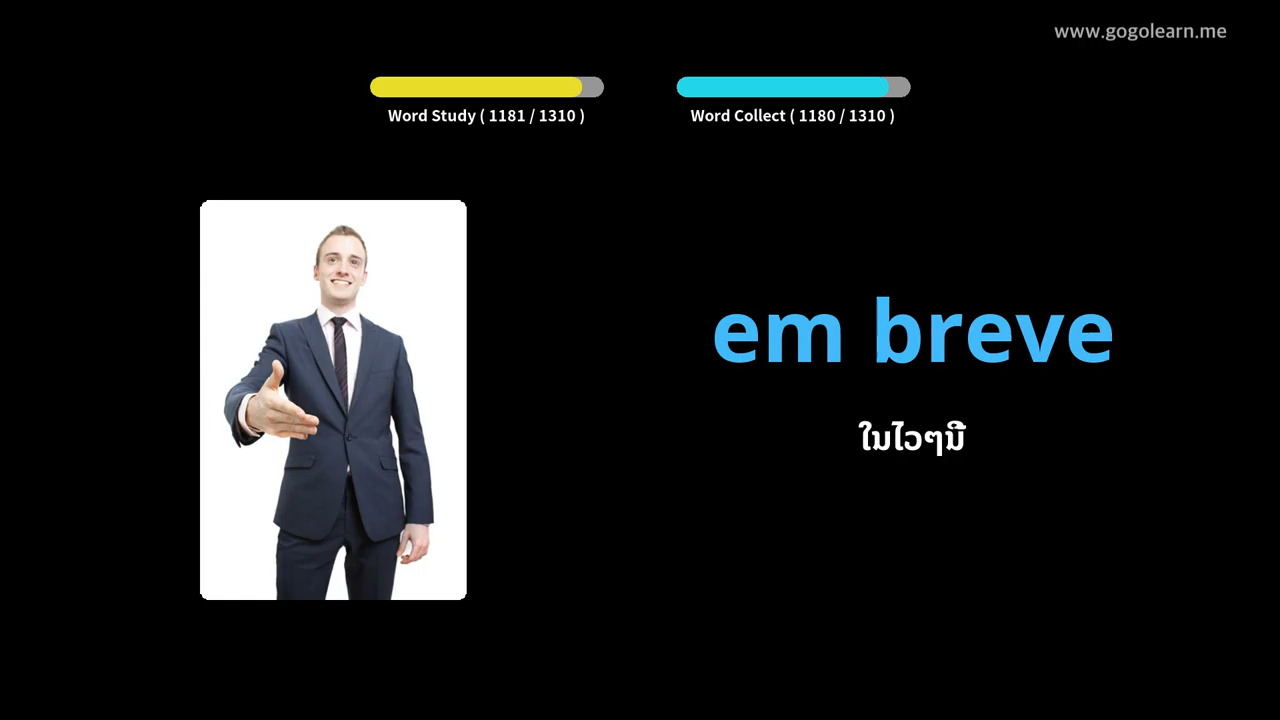 www.gogolearn.me
Word Study ( 1181 / 1310 )
Word Collect ( 1180 / 1310 )
em breve
ໃນໄວໆນີ້